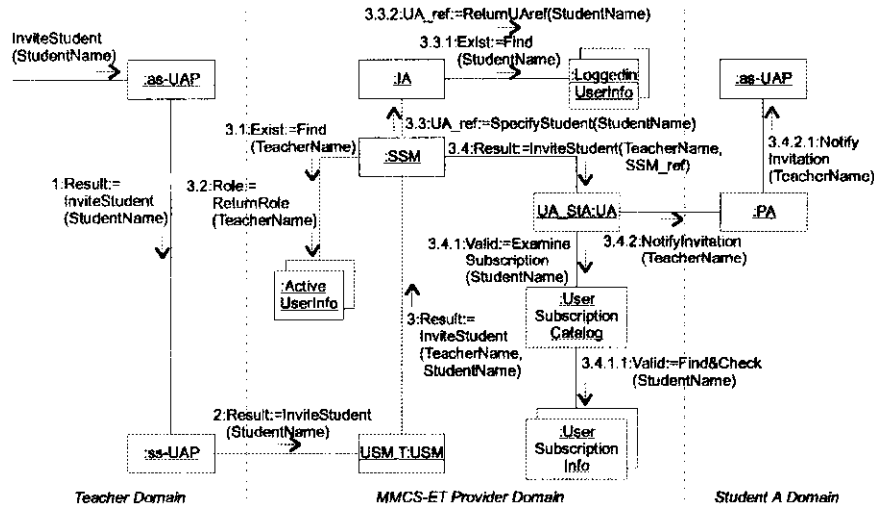 3.3.2:UA_ref:=ReturnUAref(StudentName)
InviteStudent
(StudentName)
3.3.1:Exist:=Find
(StudentName)
:as-UAP
:IA
:Loggedin
UserInfo
:as-UAP
3.3:UA_ref:=SpecifyStudent(StudentName)
3.1:Exist:=Find
(TeacherName)
:SSM
3.4:Result:=InviteStudent(TeacherName,
SSM_ref)
3.4.2.1:Notify
Invitation
(TeacherName)
1:Result:=
InviteStudent
(StudentName)
3.2:Role:=
ReturnRole
(TeacherName)
UA_StA:UA
:PA
3.4.1:Valid:=Examine
Subscription
(StudentName)
3.4.2:NotifyInvitation
(TeacherName)
:Active
UserInfo
:User
Subscription
Catalog
3:Result:=
InviteStudent
(TeacherName,
StudentName)
3.4.1.1:Valid:=Find&Check
(StudentName)
2:Result:=InviteStudent
(StudentName)
:ss-UAP
USM_T:USM
:User
Subscription
Info
Teacher Domain
MMCS-ET Provider Domain
Student A Domain